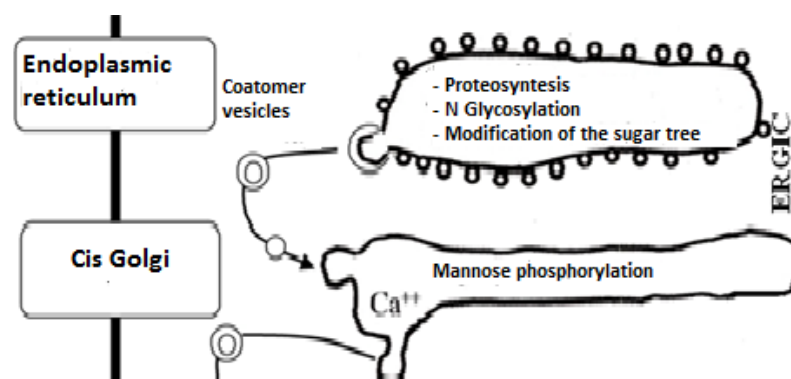 Endoplasmic
reticulum
Coatomer
vesicles
- Proteosyntesis
- N Glycosylation
- Modification of the sugar tree
ERGIC
Cis Golgi
Mannose phosphorylation
Ca++